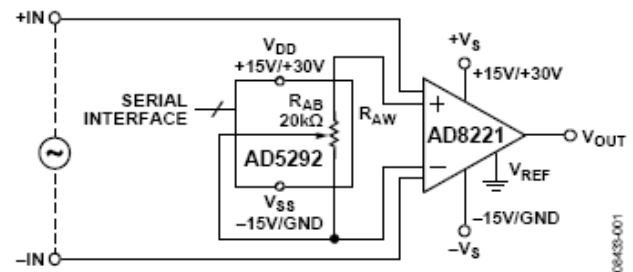 +IN
VDD
+15V/+30V
+VS
+15V/+30V
SERIAL
INTERFACE
RAB
20kΩ
RAW
AD5292
+
AD8221
VOUT
–
VREF
VSS
–15V/GND
–15V/GND
–VS
–IN
08433-001